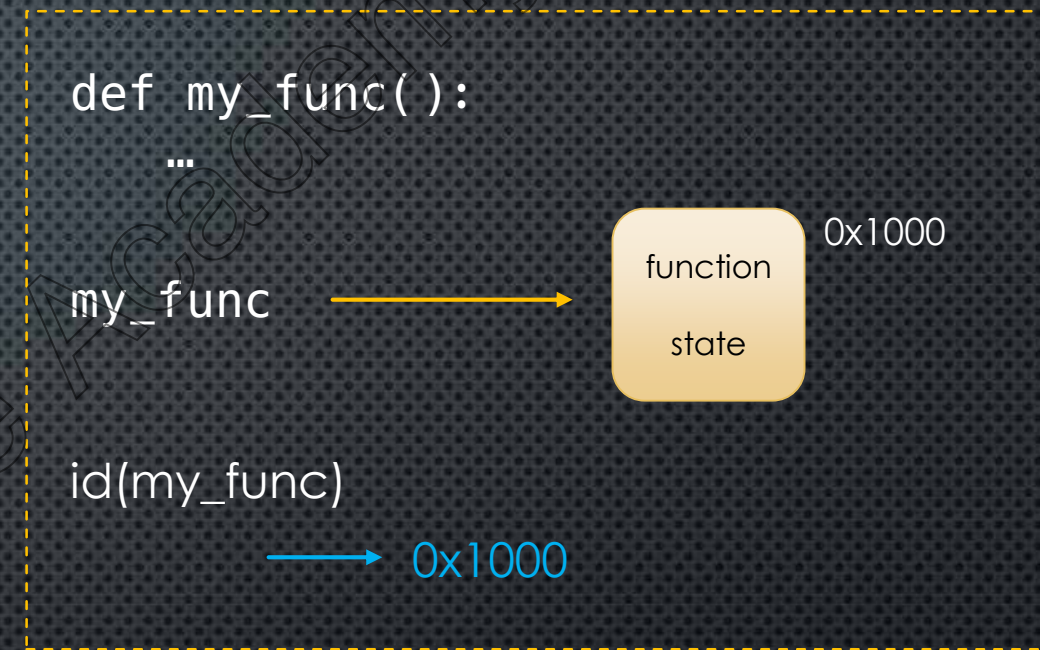 def my_func():
…
my_func
function
state
0x1000
id(my_func)
0x1000